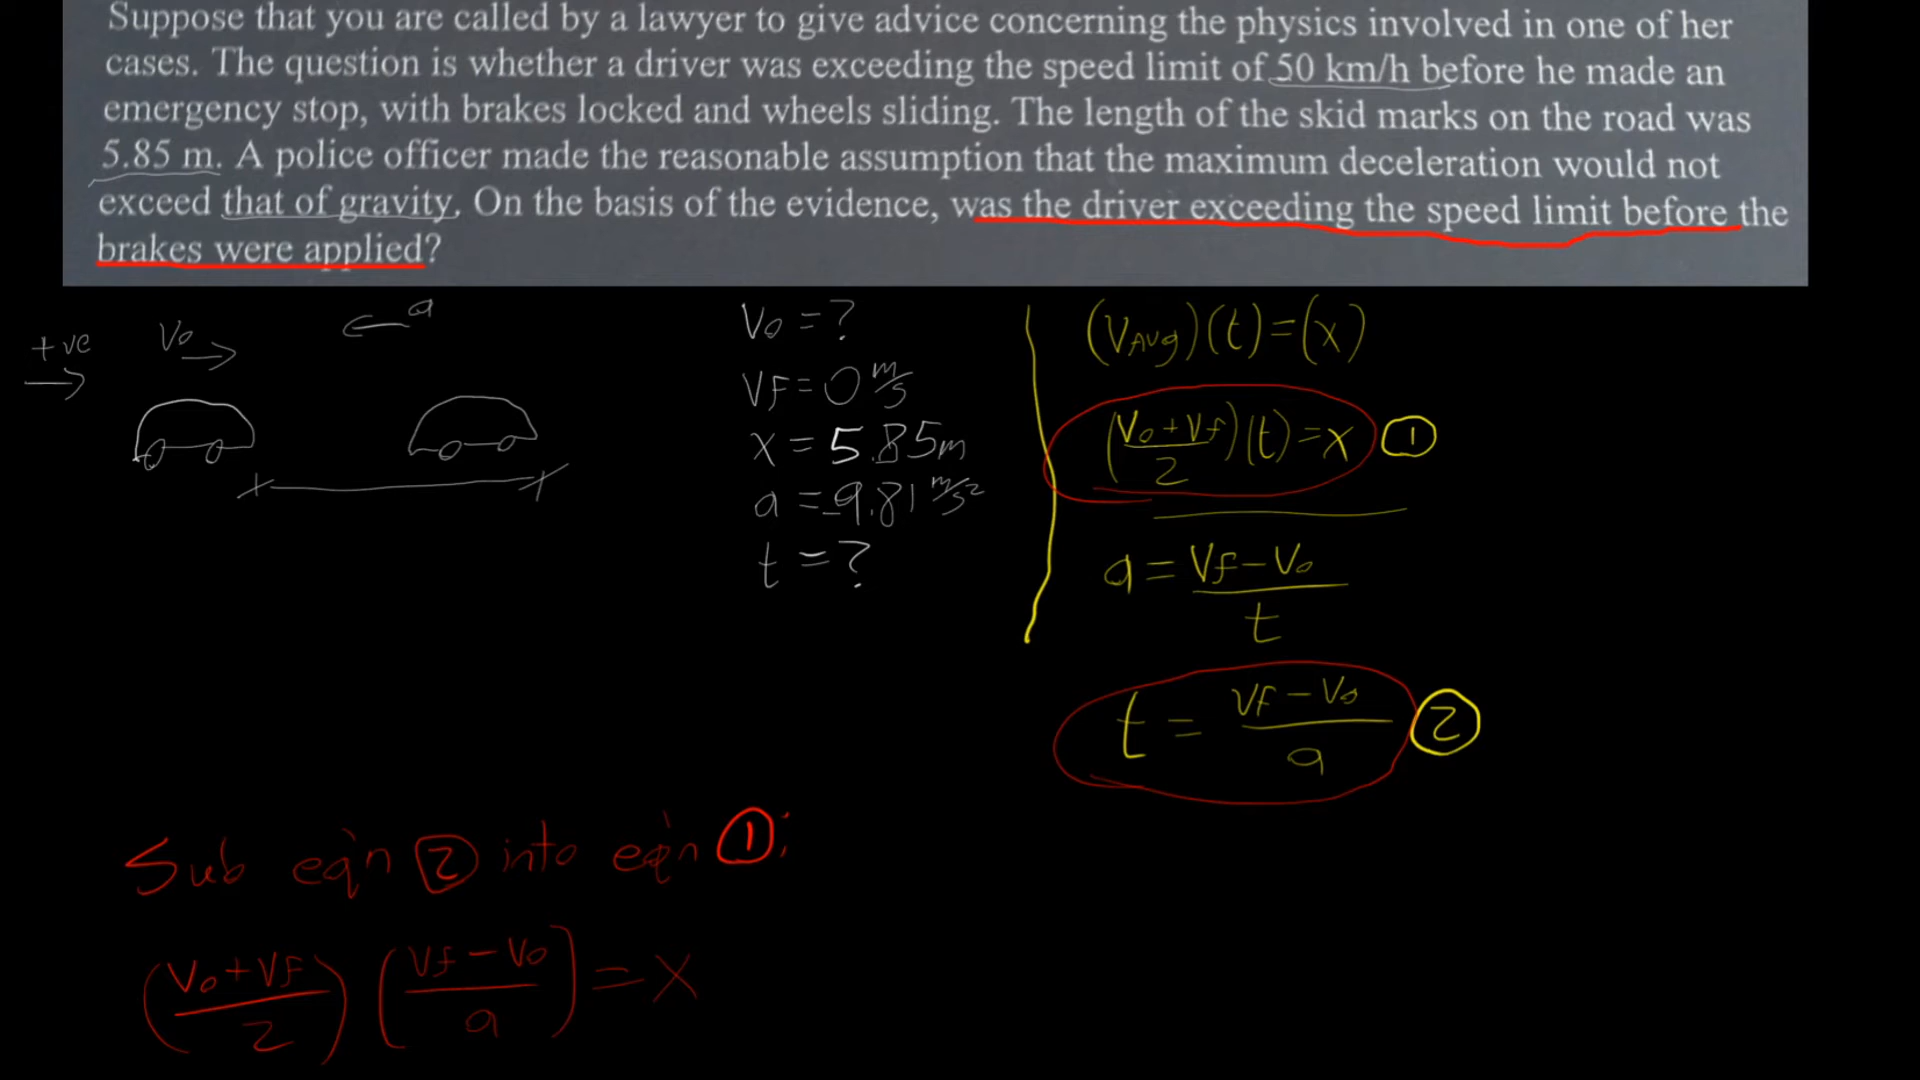 Suppose that you are called by a lawyer to give advice concerning the physics involved in one of her
cases. The question is whether a driver was exceeding the speed limit of 50 km/h before he made an
emergency stop, with brakes locked and wheels sliding. The length of the skid marks on the road was
5.85 m. A police officer made the reasonable assumption that the maximum deceleration would not
exceed that of gravity. On the basis of the evidence, was the driver exceeding the speed limit before the
brakes were applied?
+ve
Vo
a
Vo = ?
VF = 0 m/s
x = 5.85m
a = -9.81 m/s²
t = ?
(VAvg)(t) = (x)
((Vo + Vf)/2)(t) = x ①
a = (Vf - Vo)/t
t = (Vf - Vo)/a ②
Sub eq'n ② into eq'n ①;
((Vo + VF)/2)((Vf - Vo)/a) = x